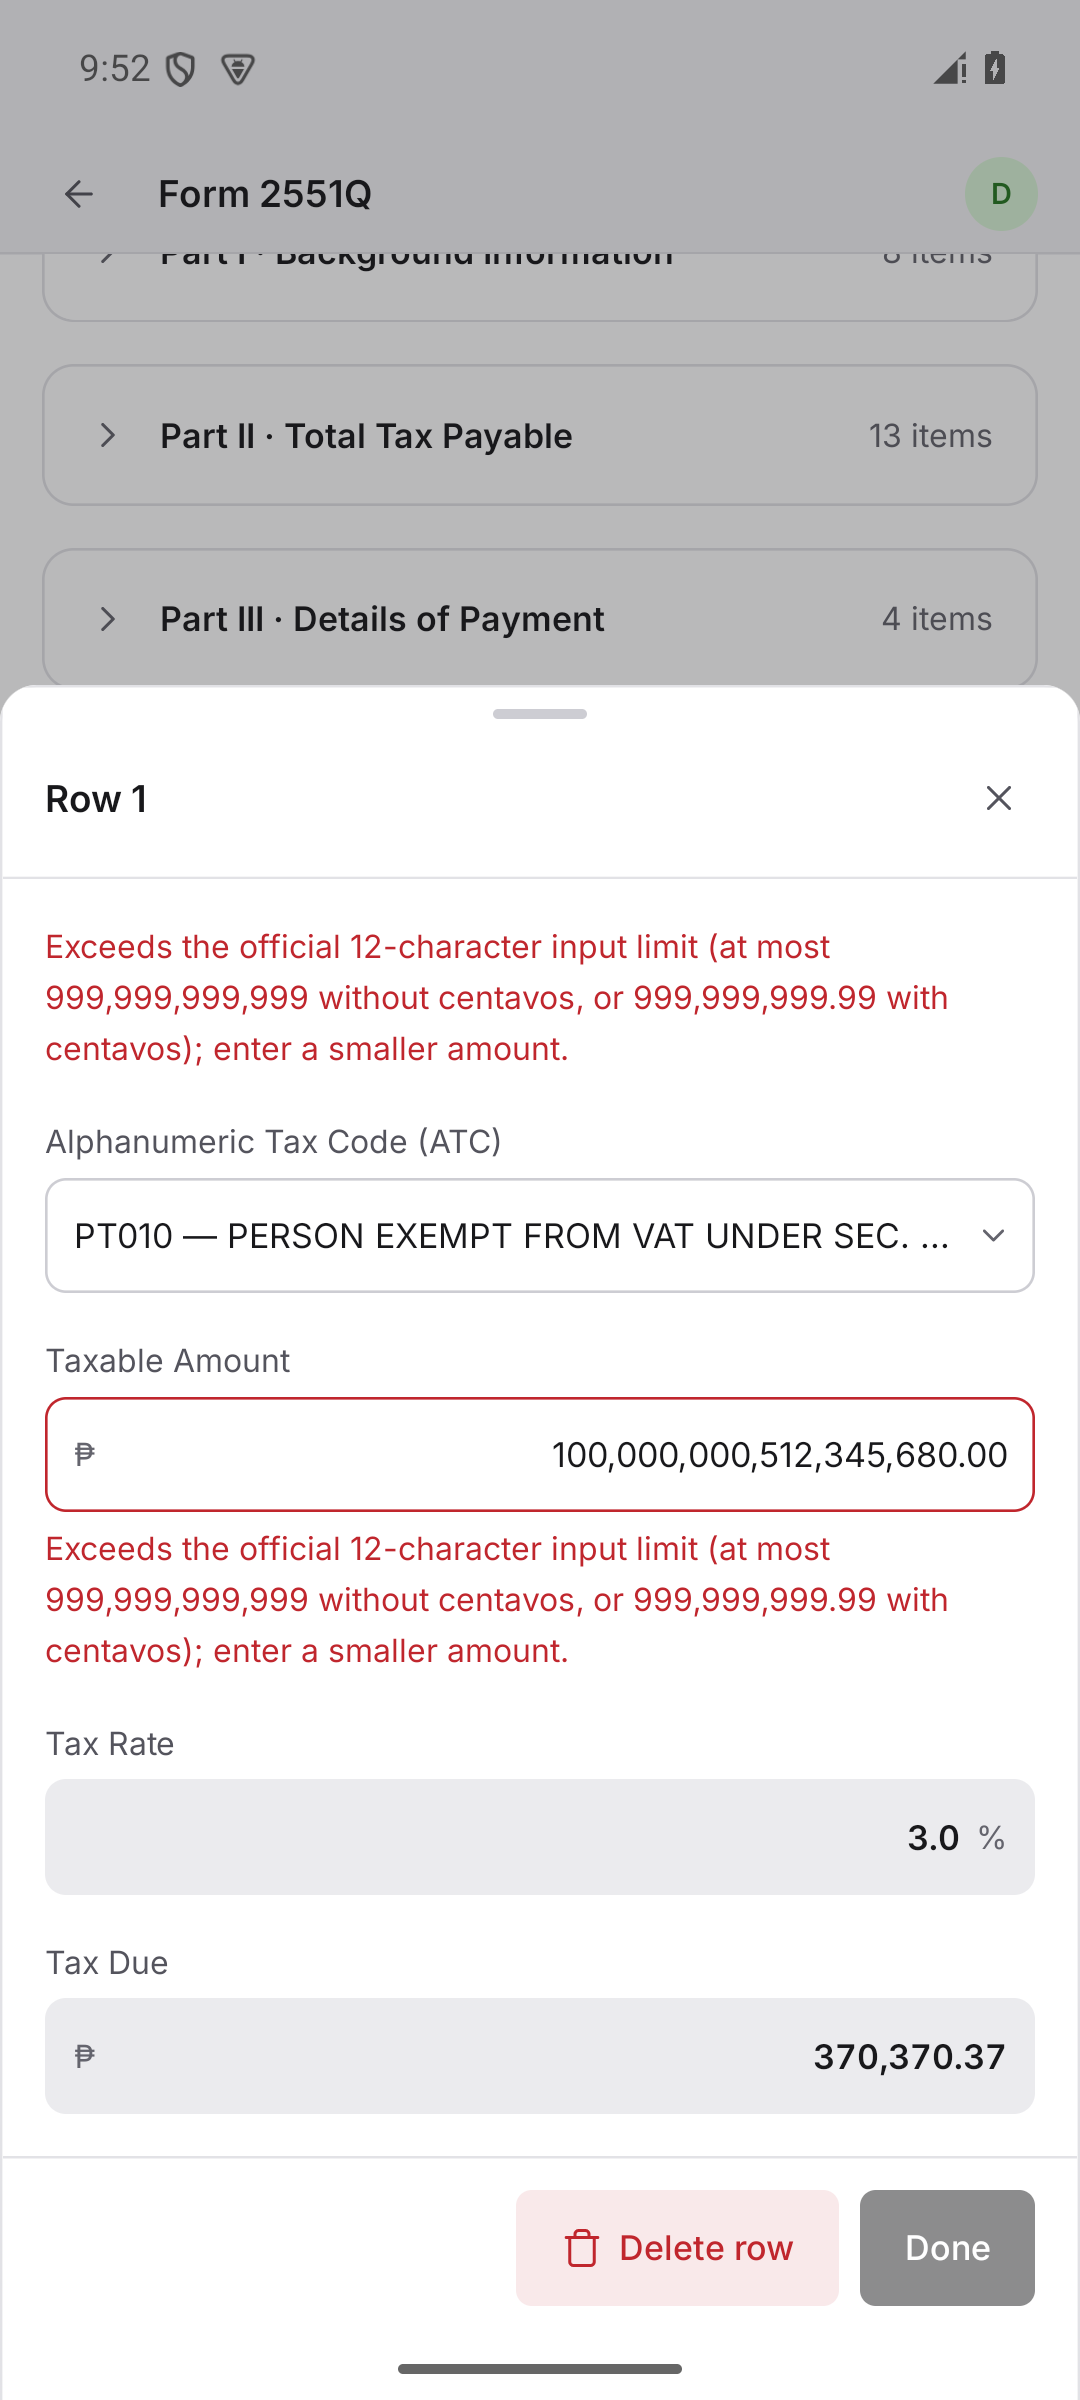 9:52
Form 2551Q
D
Part I · Background Information
8 items
Part II · Total Tax Payable
13 items
Part III · Details of Payment
4 items
Row 1
Exceeds the official 12-character input limit (at most
999,999,999,999 without centavos, or 999,999,999.99 with
centavos); enter a smaller amount.
Alphanumeric Tax Code (ATC)
PT010 — PERSON EXEMPT FROM VAT UNDER SEC. ...
Taxable Amount
₱ 100,000,000,512,345,680.00
Exceeds the official 12-character input limit (at most
999,999,999,999 without centavos, or 999,999,999.99 with
centavos); enter a smaller amount.
Tax Rate
3.0 %
Tax Due
₱ 370,370.37
Delete row
Done